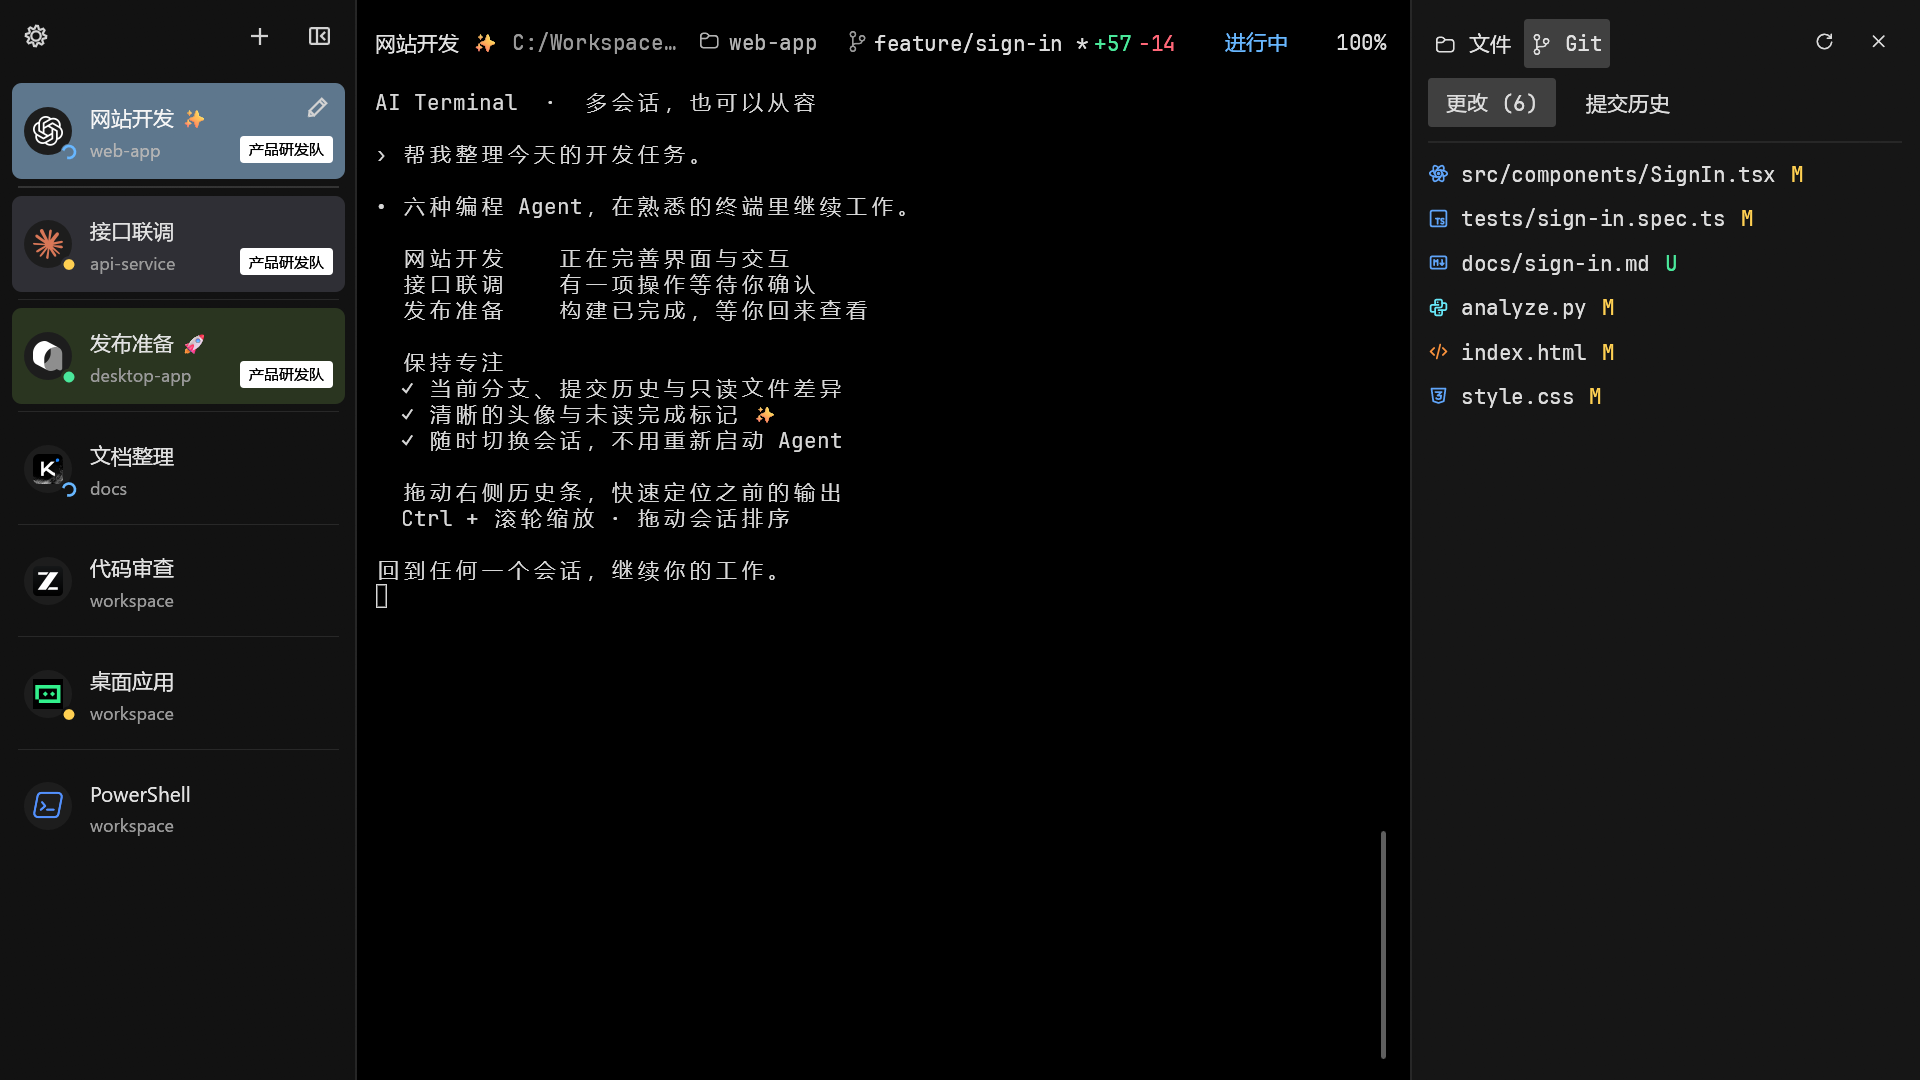 网站开发 ✨
web-app
产品研发队
接口联调
api-service
产品研发队
发布准备 🚀
desktop-app
产品研发队
文档整理
docs
代码审查
workspace
桌面应用
workspace
PowerShell
workspace
网站开发 ✨ C:/Workspace… web-app feature/sign-in * +57 -14 进行中 100%
AI Terminal · 多会话，也可以从容
› 帮我整理今天的开发任务。
• 六种编程 Agent，在熟悉的终端里继续工作。
网站开发 正在完善界面与交互
接口联调 有一项操作等待你确认
发布准备 构建已完成，等你回来查看
保持专注
✓ 当前分支、提交历史与只读文件差异
✓ 清晰的头像与未读完成标记 ✨
✓ 随时切换会话，不用重新启动 Agent
拖动右侧历史条，快速定位之前的输出
Ctrl + 滚轮缩放 · 拖动会话排序
回到任何一个会话，继续你的工作。
文件 Git
更改 (6) 提交历史
src/components/SignIn.tsx M
tests/sign-in.spec.ts M
docs/sign-in.md U
analyze.py M
index.html M
style.css M